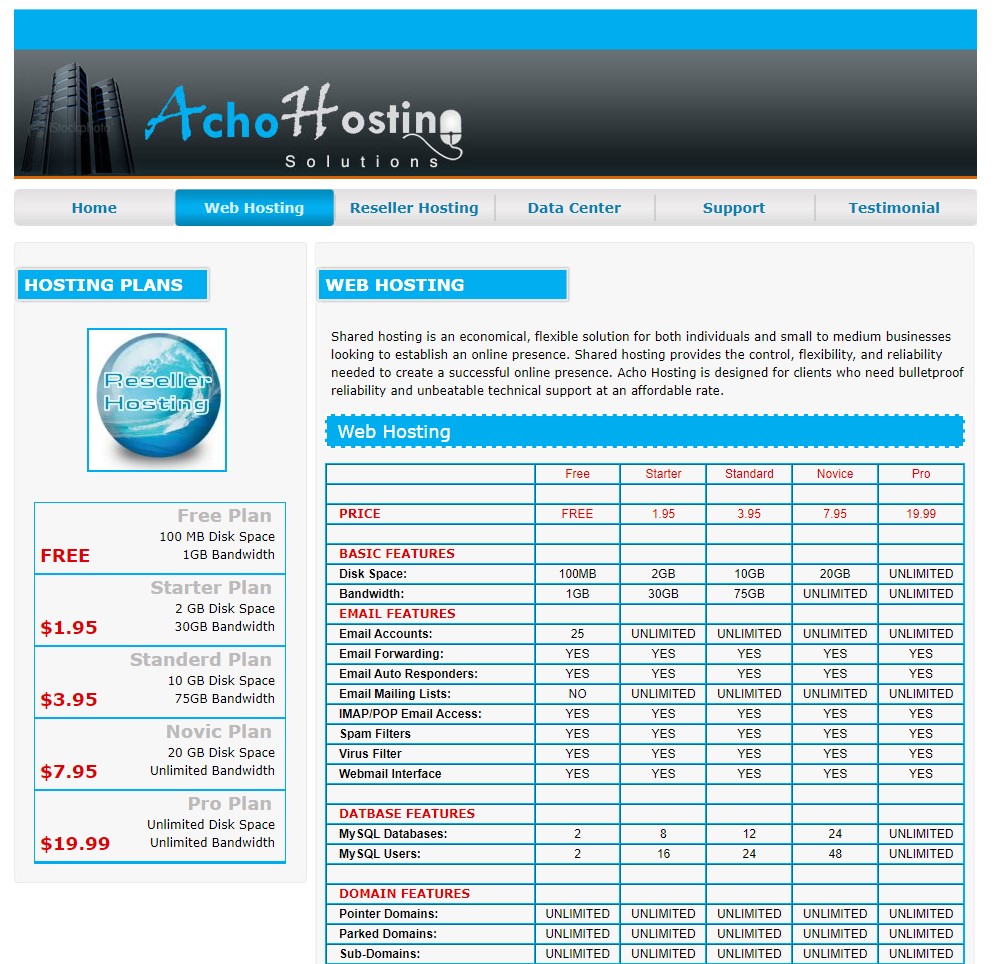 iStockphoto
Acho Hosting
Solutions
Home Web Hosting Reseller Hosting Data Center Support Testimonial
HOSTING PLANS
Reseller
Hosting
Free Plan
100 MB Disk Space
FREE 1GB Bandwidth
Starter Plan
2 GB Disk Space
$1.95 30GB Bandwidth
Standerd Plan
10 GB Disk Space
$3.95 75GB Bandwidth
Novic Plan
20 GB Disk Space
$7.95 Unlimited Bandwidth
Pro Plan
Unlimited Disk Space
$19.99 Unlimited Bandwidth
WEB HOSTING
Shared hosting is an economical, flexible solution for both individuals and small to medium businesses
looking to establish an online presence. Shared hosting provides the control, flexibility, and reliability
needed to create a successful online presence. Acho Hosting is designed for clients who need bulletproof
reliability and unbeatable technical support at an affordable rate.
Web Hosting
Free Starter Standard Novice Pro
PRICE FREE 1.95 3.95 7.95 19.99
BASIC FEATURES
Disk Space: 100MB 2GB 10GB 20GB UNLIMITED
Bandwidth: 1GB 30GB 75GB UNLIMITED UNLIMITED
EMAIL FEATURES
Email Accounts: 25 UNLIMITED UNLIMITED UNLIMITED UNLIMITED
Email Forwarding: YES YES YES YES YES
Email Auto Responders: YES YES YES YES YES
Email Mailing Lists: NO UNLIMITED UNLIMITED UNLIMITED UNLIMITED
IMAP/POP Email Access: YES YES YES YES YES
Spam Filters YES YES YES YES YES
Virus Filter YES YES YES YES YES
Webmail Interface YES YES YES YES YES
DATBASE FEATURES
MySQL Databases: 2 8 12 24 UNLIMITED
MySQL Users: 2 16 24 48 UNLIMITED
DOMAIN FEATURES
Pointer Domains: UNLIMITED UNLIMITED UNLIMITED UNLIMITED UNLIMITED
Parked Domains: UNLIMITED UNLIMITED UNLIMITED UNLIMITED UNLIMITED
Sub-Domains: UNLIMITED UNLIMITED UNLIMITED UNLIMITED UNLIMITED